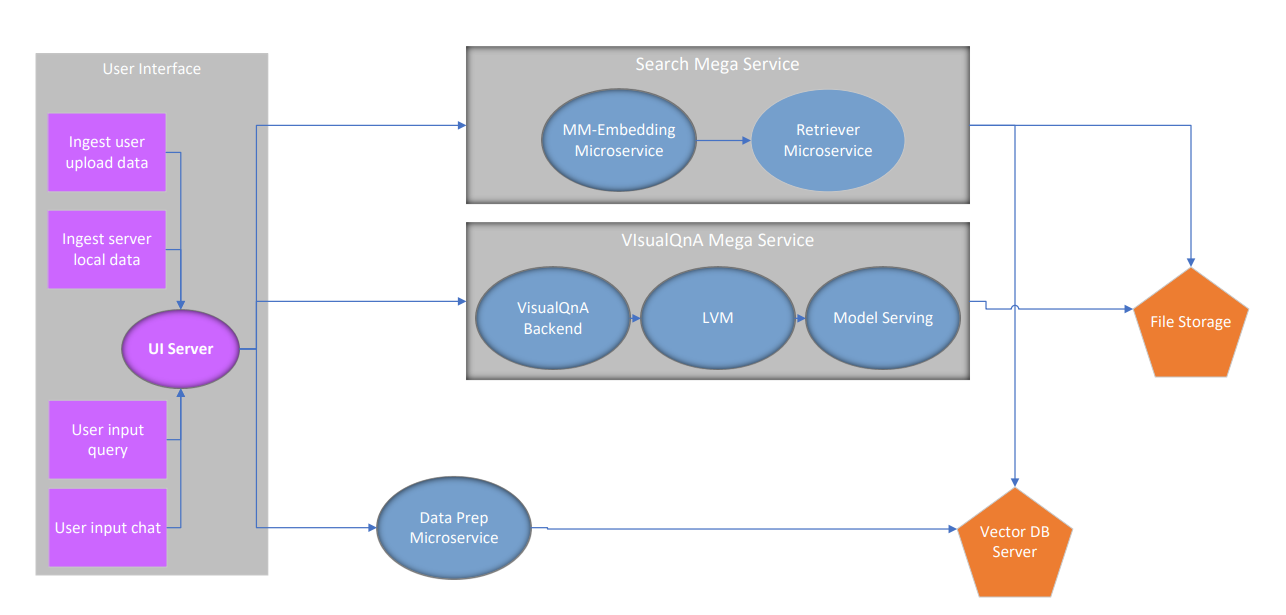 User Interface
Ingest user
upload data
Ingest server
local data
UI Server
User input
query
User input chat
Search Mega Service
MM-Embedding
Microservice
Retriever
Microservice
VIsualQnA Mega Service
VisualQnA
Backend
LVM
Model Serving
Data Prep
Microservice
File Storage
Vector DB
Server